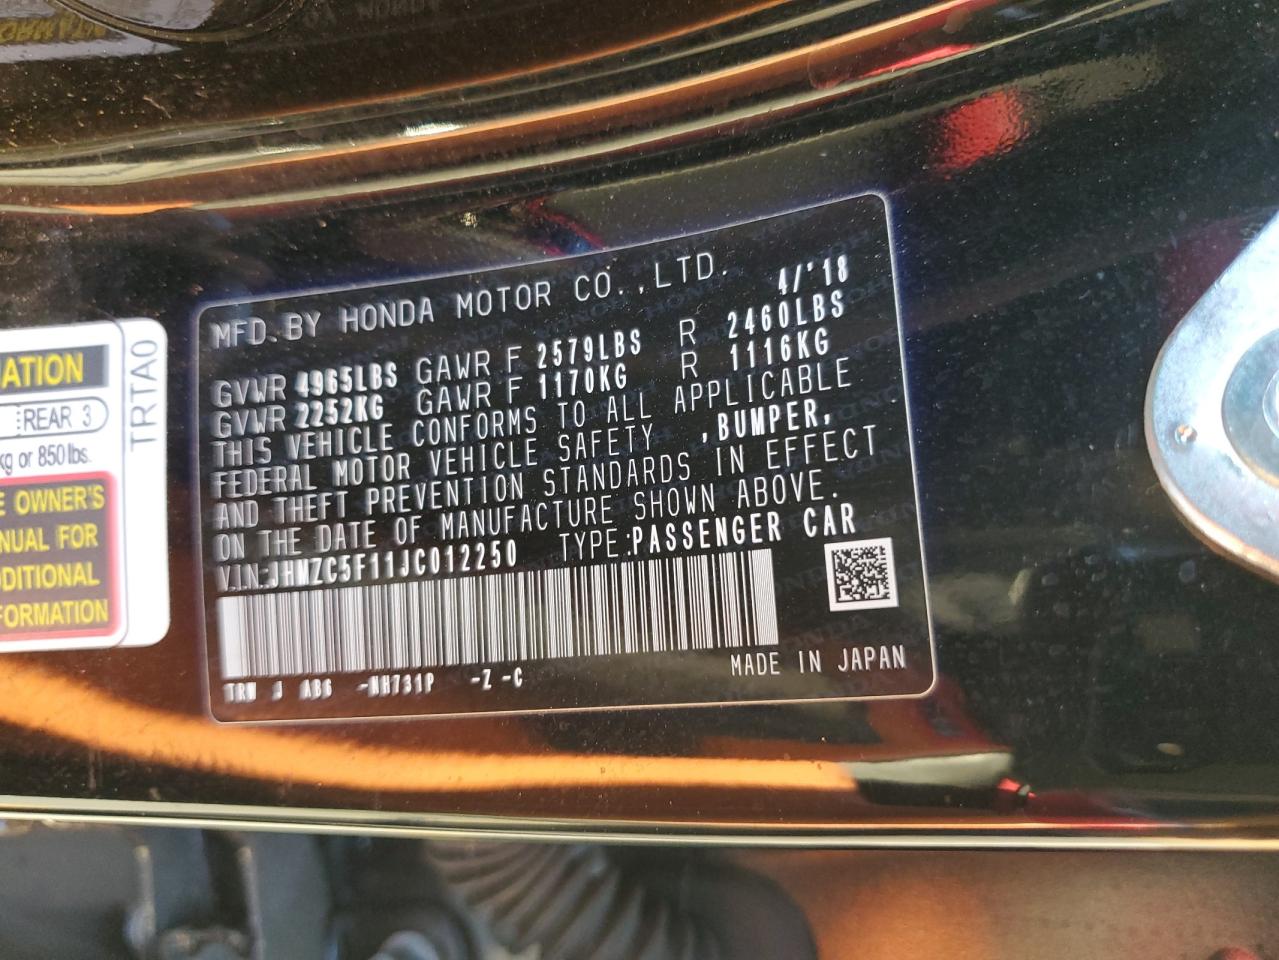 MFD.BY HONDA MOTOR CO.,LTD. 4/'18
GVWR 4965LBS GAWR F 2579LBS R 2460LBS
GVWR 2252KG GAWR F 1170KG R 1116KG
THIS VEHICLE CONFORMS TO ALL APPLICABLE
FEDERAL MOTOR VEHICLE SAFETY ,BUMPER,
AND THEFT PREVENTION STANDARDS IN EFFECT
ON THE DATE OF MANUFACTURE SHOWN ABOVE.
V.I.N:JHMZC5F11JC012250 TYPE:PASSENGER CAR
MADE IN JAPAN
TRW J AB6 -NH731P -Z -C
ATION
REAR 3
kg or 850 lbs.
E OWNER'S
NUAL FOR
DDITIONAL
FORMATION
TRTA0